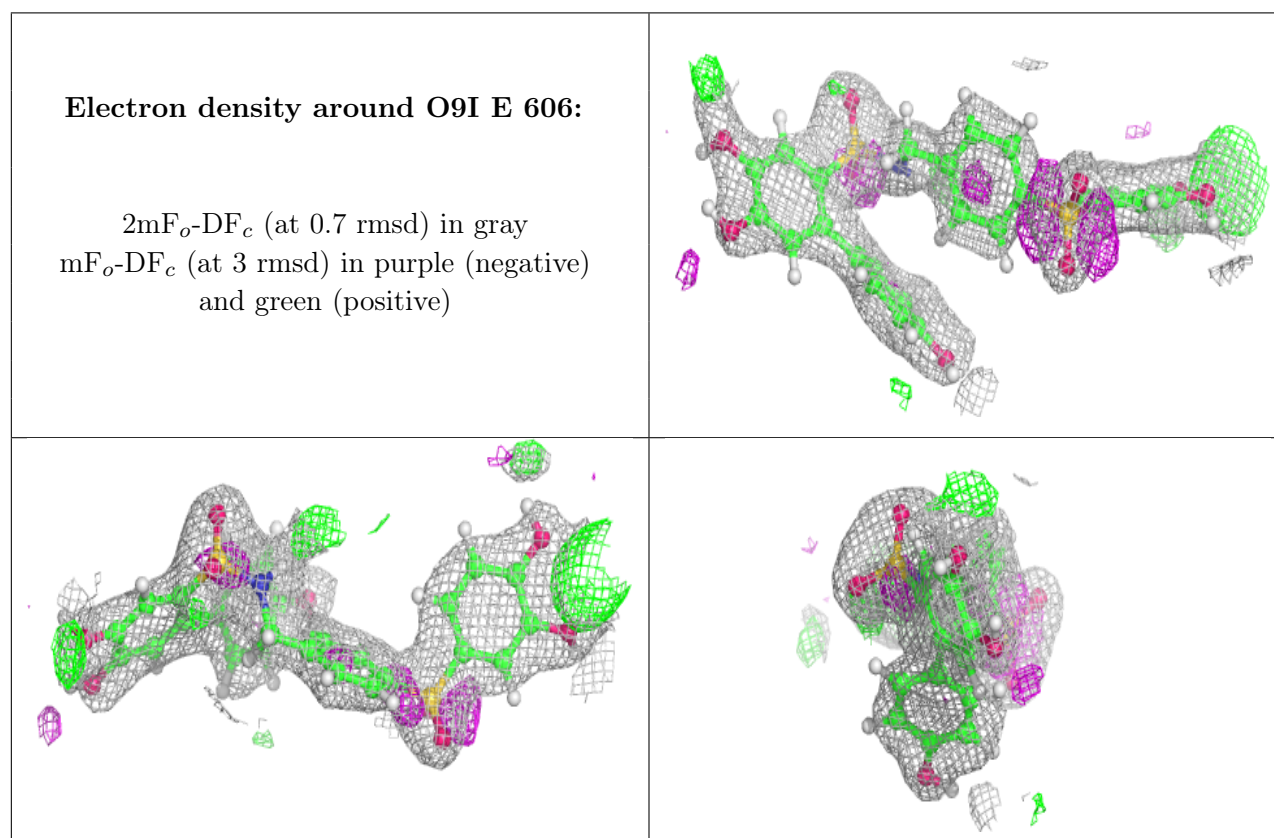 Electron density around O9I E 606:
2mFo-DFc (at 0.7 rmsd) in gray
mFo-DFc (at 3 rmsd) in purple (negative)
and green (positive)